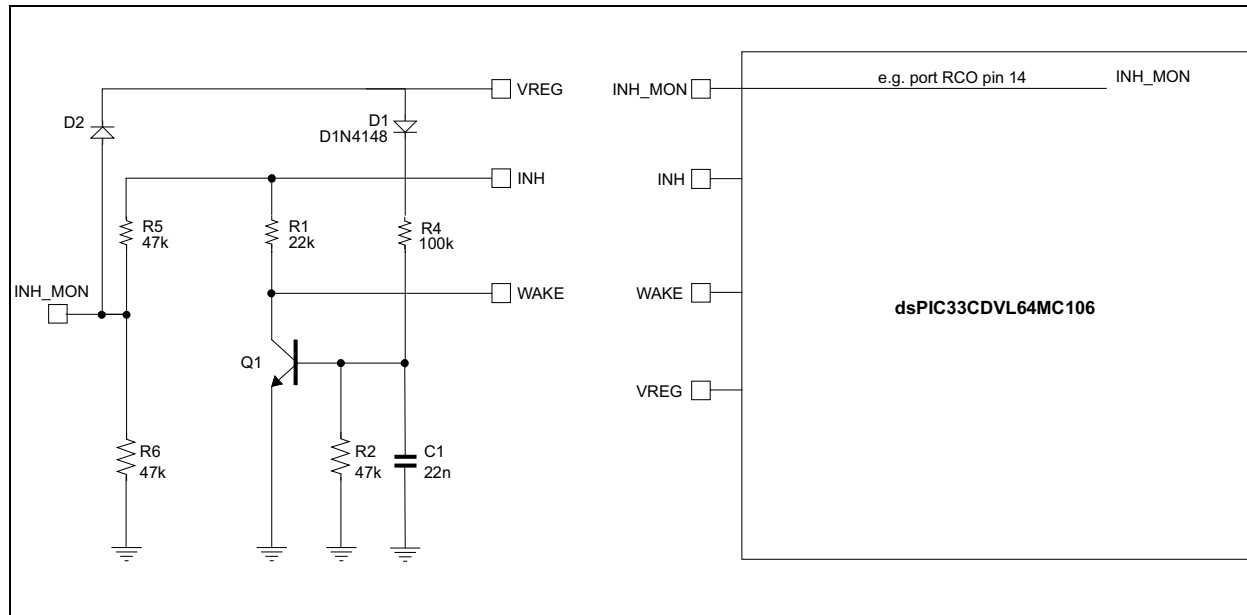 VREG
D2
D1
D1N4148
INH
R5
47k
R1
22k
R4
100k
INH_MON
WAKE
Q1
R6
47k
R2
47k
C1
22n
INH_MON
e.g. port RCO pin 14
INH_MON
INH
WAKE
dsPIC33CDVL64MC106
VREG